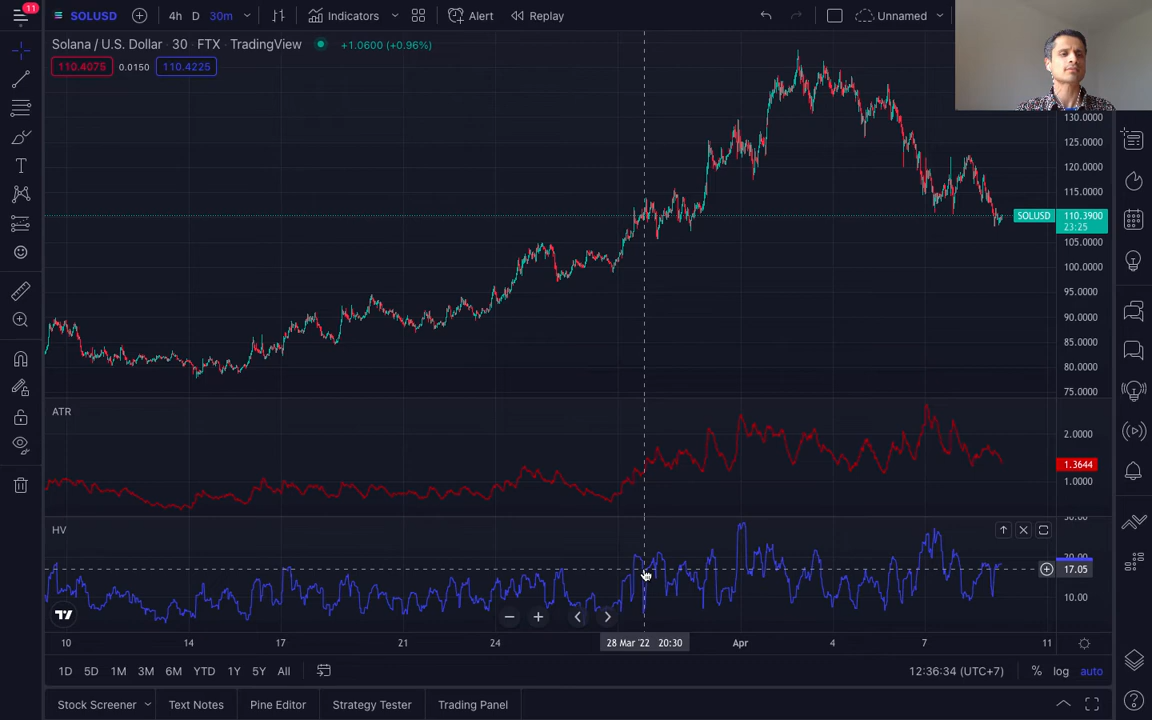 11
SOLUSD
4h D 30m
Indicators
Alert
Replay
Unnamed
Solana / U.S. Dollar · 30 · FTX · TradingView
+1.0600 (+0.96%)
110.4075 0.0150 110.4225
130.0000
125.0000
120.0000
115.0000
SOLUSD 110.3900
23:25
105.0000
100.0000
95.0000
90.0000
85.0000
80.0000
75.0000
ATR
2.0000
1.3644
1.0000
HV
17.05
10.00
10 14 17 21 24 28 Mar '22 20:30 Apr 4 7 11
1D 5D 1M 3M 6M YTD 1Y 5Y All
12:36:34 (UTC+7) % log auto
Stock Screener Text Notes Pine Editor Strategy Tester Trading Panel